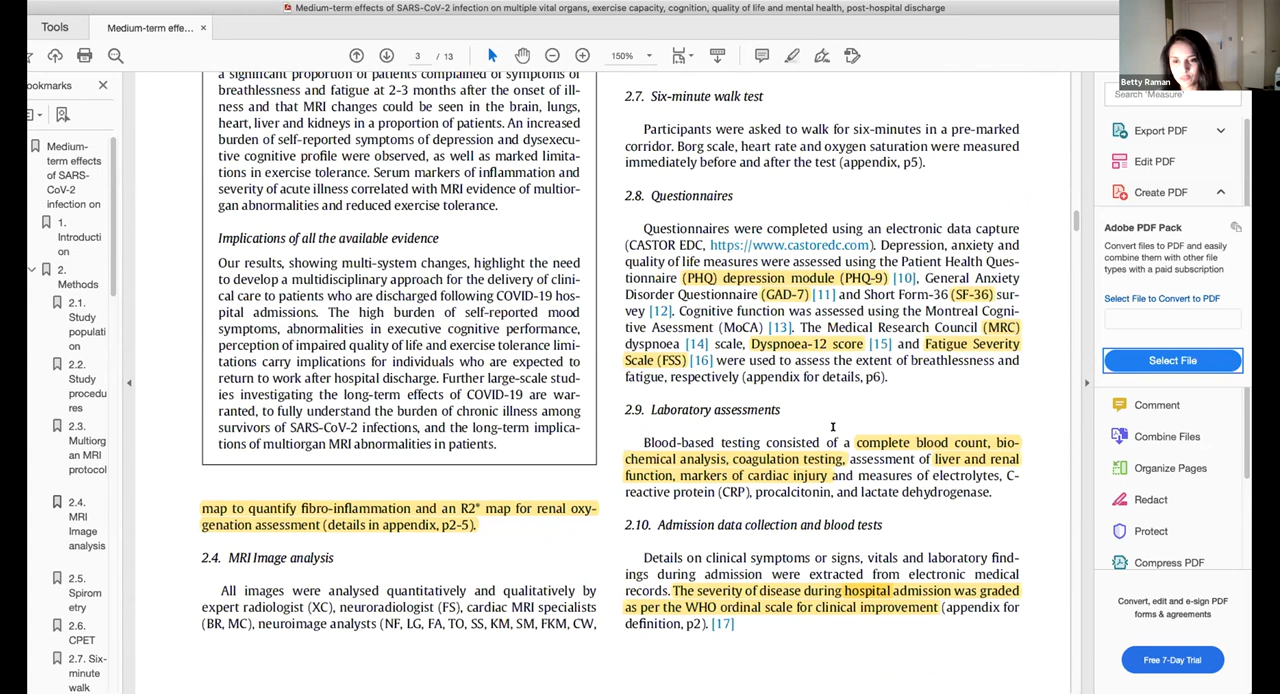 Medium-term effects of SARS-CoV-2 infection on multiple vital organs, exercise capacity, cognition, quality of life and mental health, post-hospital discharge
Tools
Medium-term effe... ×
3 / 13
150%
Betty Raman
ookmarks
Medium-
term effects
of SARS-
CoV-2
infection on
1.
Introducti
on
2.
Methods
2.1.
Study
populati
on
2.2.
Study
procedu
res
2.3.
Multiorg
an MRI
protocol
2.4.
MRI
Image
analysis
2.5.
Spirom
etry
2.6.
CPET
2.7. Six-
minute
walk
a significant proportion of patients complained of symptoms of
breathlessness and fatigue at 2-3 months after the onset of ill-
ness and that MRI changes could be seen in the brain, lungs,
heart, liver and kidneys in a proportion of patients. An increased
burden of self-reported symptoms of depression and dysexecu-
tive cognitive profile were observed, as well as marked limita-
tions in exercise tolerance. Serum markers of inflammation and
severity of acute illness correlated with MRI evidence of multior-
gan abnormalities and reduced exercise tolerance.
Implications of all the available evidence
Our results, showing multi-system changes, highlight the need
to develop a multidisciplinary approach for the delivery of clini-
cal care to patients who are discharged following COVID-19 hos-
pital admissions. The high burden of self-reported mood
symptoms, abnormalities in executive cognitive performance,
perception of impaired quality of life and exercise tolerance limi-
tations carry implications for individuals who are expected to
return to work after hospital discharge. Further large-scale stud-
ies investigating the long-term effects of COVID-19 are war-
ranted, to fully understand the burden of chronic illness among
survivors of SARS-CoV-2 infections, and the long-term implica-
tions of multiorgan MRI abnormalities in patients.
map to quantify fibro-inflammation and an R2* map for renal oxy-
genation assessment (details in appendix, p2-5).
2.4. MRI Image analysis
All images were analysed quantitatively and qualitatively by
expert radiologist (XC), neuroradiologist (FS), cardiac MRI specialists
(BR, MC), neuroimage analysts (NF, LG, FA, TO, SS, KM, SM, FKM, CW,
2.7. Six-minute walk test
Participants were asked to walk for six-minutes in a pre-marked
corridor. Borg scale, heart rate and oxygen saturation were measured
immediately before and after the test (appendix, p5).
2.8. Questionnaires
Questionnaires were completed using an electronic data capture
(CASTOR EDC, https://www.castoredc.com). Depression, anxiety and
quality of life measures were assessed using the Patient Health Ques-
tionnaire (PHQ) depression module (PHQ-9) [10], General Anxiety
Disorder Questionnaire (GAD-7) [11] and Short Form-36 (SF-36) sur-
vey [12]. Cognitive function was assessed using the Montreal Cogni-
tive Asessment (MoCA) [13]. The Medical Research Council (MRC)
dyspnoea [14] scale, Dyspnoea-12 score [15] and Fatigue Severity
Scale (FSS) [16] were used to assess the extent of breathlessness and
fatigue, respectively (appendix for details, p6).
2.9. Laboratory assessments
Blood-based testing consisted of a complete blood count, bio-
chemical analysis, coagulation testing, assessment of liver and renal
function, markers of cardiac injury and measures of electrolytes, C-
reactive protein (CRP), procalcitonin, and lactate dehydrogenase.
2.10. Admission data collection and blood tests
Details on clinical symptoms or signs, vitals and laboratory find-
ings during admission were extracted from electronic medical
records. The severity of disease during hospital admission was graded
as per the WHO ordinal scale for clinical improvement (appendix for
definition, p2). [17]
Search 'Measure'
Export PDF
Edit PDF
Create PDF
Adobe PDF Pack
Convert files to PDF and easily
combine them with other file
types with a paid subscription
Select File to Convert to PDF
Select File
Comment
Combine Files
Organize Pages
Redact
Protect
Compress PDF
Convert, edit and e-sign PDF
forms & agreements
Free 7-Day Trial